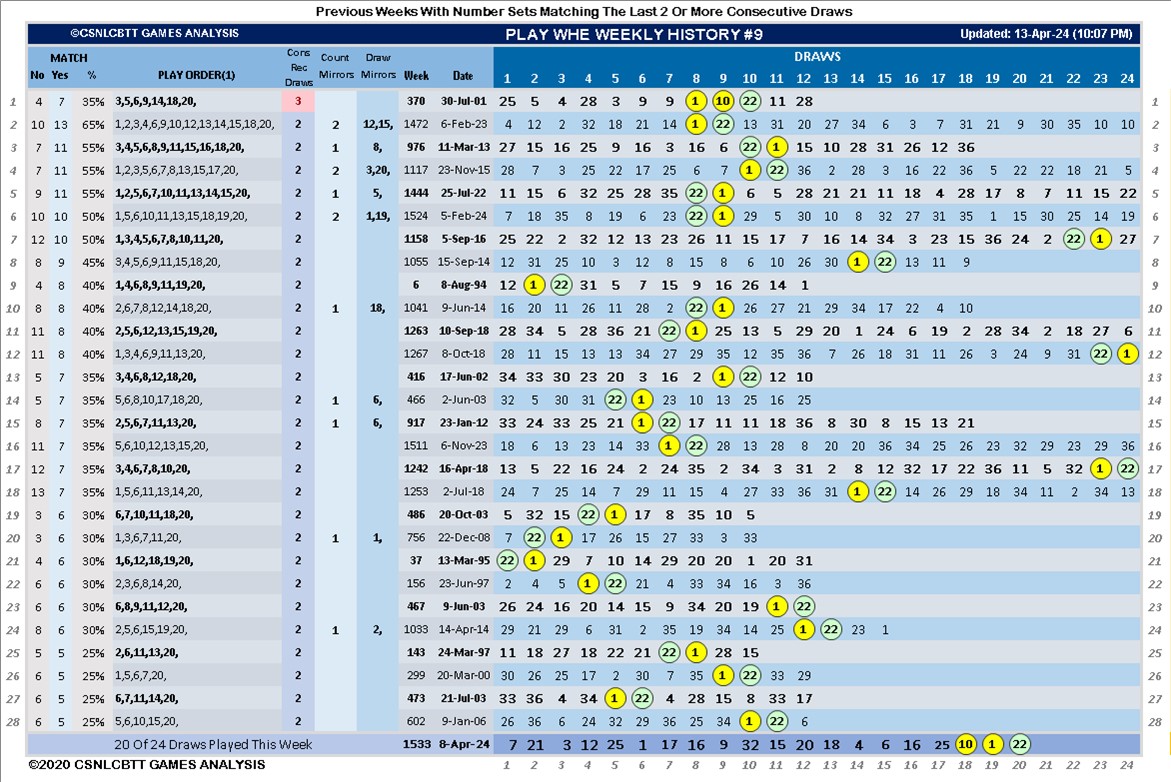 Previous Weeks With Number Sets Matching The Last 2 Or More Consecutive Draws
©CSNLCBTT GAMES ANALYSIS PLAY WHE WEEKLY HISTORY #9 Updated: 13-Apr-24 (10:07 PM)
MATCH Cons Rec Draws Count Mirrors Draw Mirrors DRAWS
No Yes % PLAY ORDER(1) Week Date 1 2 3 4 5 6 7 8 9 10 11 12 13 14 15 16 17 18 19 20 21 22 23 24
1 4 7 35% 3,5,6,9,14,18,20, 3 370 30-Jul-01 25 5 4 28 3 9 9 1 10 22 11 28 1
2 10 13 65% 1,2,3,4,6,9,10,12,13,14,15,18,20, 2 2 12,15, 1472 6-Feb-23 4 12 2 32 18 21 14 1 22 13 31 20 27 34 6 3 7 31 21 9 30 35 10 10 2
3 7 11 55% 3,4,5,6,8,9,11,15,16,18,20, 2 1 8, 976 11-Mar-13 27 15 16 25 9 16 3 16 6 22 1 15 10 28 31 26 12 36 3
4 7 11 55% 1,2,3,5,6,7,8,13,15,17,20, 2 2 3,20, 1117 23-Nov-15 28 7 3 25 22 17 25 6 7 1 22 36 2 28 3 16 22 36 5 22 22 18 21 5 4
5 9 11 55% 1,2,5,6,7,10,11,13,14,15,20, 2 1 5, 1444 25-Jul-22 11 15 6 32 25 28 35 22 1 6 5 28 21 21 11 18 4 28 17 8 7 11 15 22 5
6 10 10 50% 1,5,6,10,11,13,15,18,19,20, 2 2 1,19, 1524 5-Feb-24 7 18 35 8 19 6 23 22 1 29 5 30 10 8 32 27 31 35 1 15 30 25 14 19 6
7 12 10 50% 1,3,4,5,6,7,8,10,11,20, 2 1158 5-Sep-16 25 22 2 32 12 13 23 26 11 15 17 7 16 14 34 3 23 15 36 24 2 22 1 27 7
8 8 9 45% 3,4,5,6,9,11,15,18,20, 2 1055 15-Sep-14 12 31 25 10 3 12 8 15 8 6 10 26 30 1 22 17 11 9 8
9 4 8 40% 1,4,6,8,9,11,19,20, 2 6 8-Aug-94 12 1 22 31 5 7 15 9 16 26 14 1 9
10 8 8 40% 2,6,7,8,12,14,18,20, 2 1 18, 1041 9-Jun-14 16 20 11 26 11 28 2 22 1 26 27 21 29 34 17 22 4 10 10
11 11 8 40% 2,5,6,12,13,15,19,20, 2 1263 10-Sep-18 28 34 5 28 36 21 22 1 25 13 5 29 20 1 24 6 19 2 28 34 2 18 27 6 11
12 11 8 40% 1,3,4,6,9,11,13,20, 2 1267 8-Oct-18 28 11 15 13 13 34 27 29 35 12 35 36 7 26 18 31 11 26 3 24 9 31 22 1 12
13 5 7 35% 3,4,6,8,12,18,20, 2 416 17-Jun-02 34 33 30 23 20 3 16 2 1 22 12 10 13
14 5 7 35% 5,6,8,10,17,18,20, 2 1 6, 466 2-Jun-03 32 5 30 31 22 1 23 10 13 25 16 25 14
15 8 7 35% 2,5,6,7,11,13,20, 2 1 6, 917 23-Jan-12 33 24 33 25 21 1 22 17 11 11 18 36 8 30 8 15 13 21 15
16 11 7 35% 5,6,10,12,13,15,20, 2 1511 6-Nov-23 18 6 13 23 14 33 1 22 28 13 16 28 8 20 20 36 34 25 26 23 32 29 23 29 36 16
17 12 7 35% 3,4,6,7,8,10,20, 2 1242 16-Apr-18 13 5 22 16 24 2 24 35 2 34 3 31 2 8 12 32 17 22 36 11 5 32 1 22 17
18 13 7 35% 1,5,6,11,13,14,20, 2 1253 2-Jul-18 24 7 25 14 7 29 11 15 4 27 33 36 31 1 22 14 26 29 18 34 11 2 34 13 18
19 3 6 30% 6,7,10,11,18,20, 2 486 20-Oct-03 5 32 15 22 1 17 8 35 10 5 19
20 3 6 30% 1,3,6,7,11,20, 2 1 1, 756 22-Dec-08 7 22 1 17 26 15 27 33 3 33 20
21 4 6 30% 1,6,12,18,19,20, 2 37 13-Mar-95 22 1 29 7 10 14 29 20 20 1 20 31 21
22 6 6 30% 2,3,6,8,14,20, 2 156 23-Jun-97 2 4 5 1 22 21 4 33 34 16 3 36 22
23 6 6 30% 6,8,9,11,12,20, 2 467 9-Jun-03 26 24 16 20 14 15 9 34 20 19 1 22 23
24 8 6 30% 2,5,6,15,19,20, 2 1 2, 1033 14-Apr-14 29 21 29 6 31 2 35 19 34 14 25 1 22 23 1 24
25 6 5 25% 2,6,11,13,20, 2 143 24-Mar-97 11 18 27 18 22 21 22 1 28 15 25
26 6 5 25% 1,5,6,7,20, 2 299 20-Mar-00 30 26 25 17 2 30 7 35 1 22 33 29 26
27 6 5 25% 6,7,11,14,20, 2 473 21-Jul-03 33 36 4 34 1 22 4 28 15 8 33 17 27
28 6 5 25% 5,6,10,15,20, 2 602 9-Jan-06 26 36 6 24 32 29 36 25 34 1 22 6 28
20 Of 24 Draws Played This Week 1533 8-Apr-24 7 21 3 12 25 1 17 16 9 32 15 20 18 4 6 16 25 10 1 22
©2020 CSNLCBTT GAMES ANALYSIS 1 2 3 4 5 6 7 8 9 10 11 12 13 14 15 16 17 18 19 20 21 22 23 24